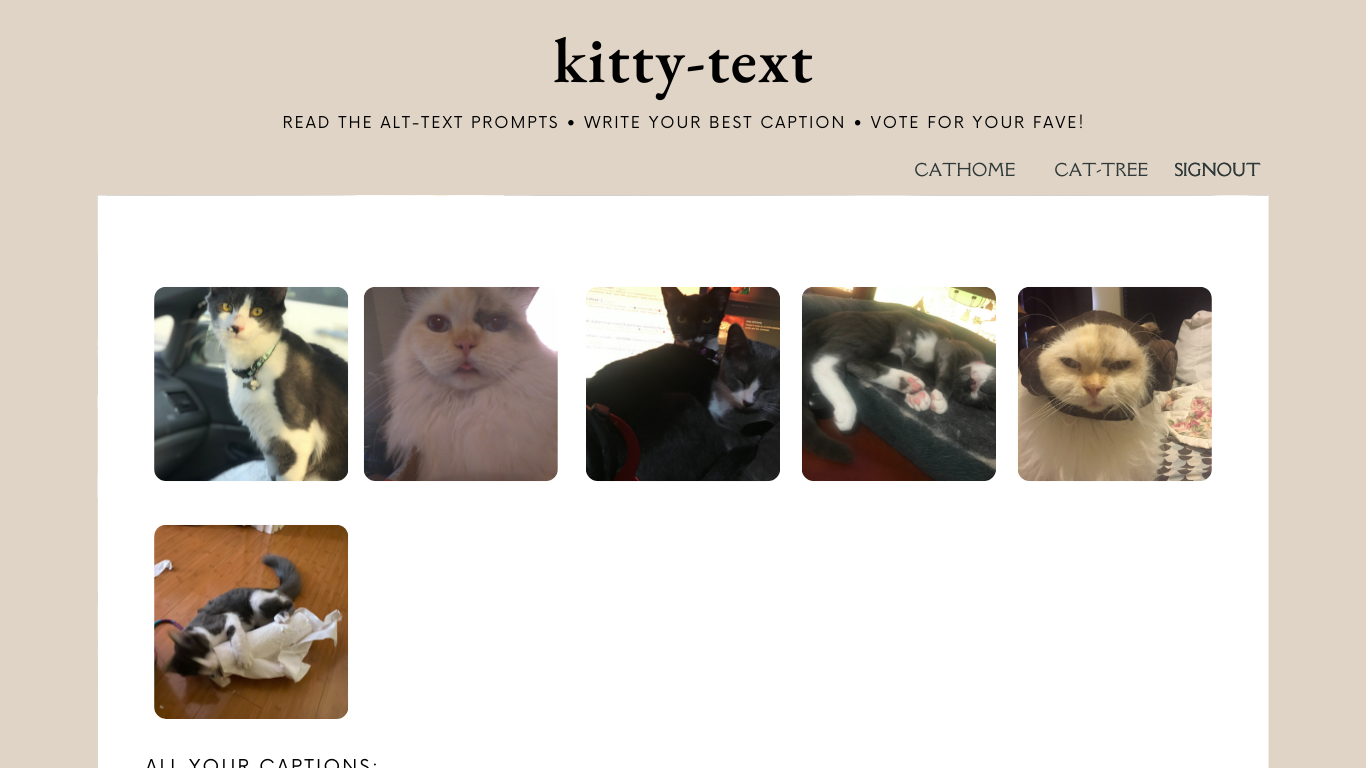 kitty-text
READ THE ALT-TEXT PROMPTS • WRITE YOUR BEST CAPTION • VOTE FOR YOUR FAVE!
CATHOME CAT-TREE SIGNOUT
ALL YOUR CAPTIONS: